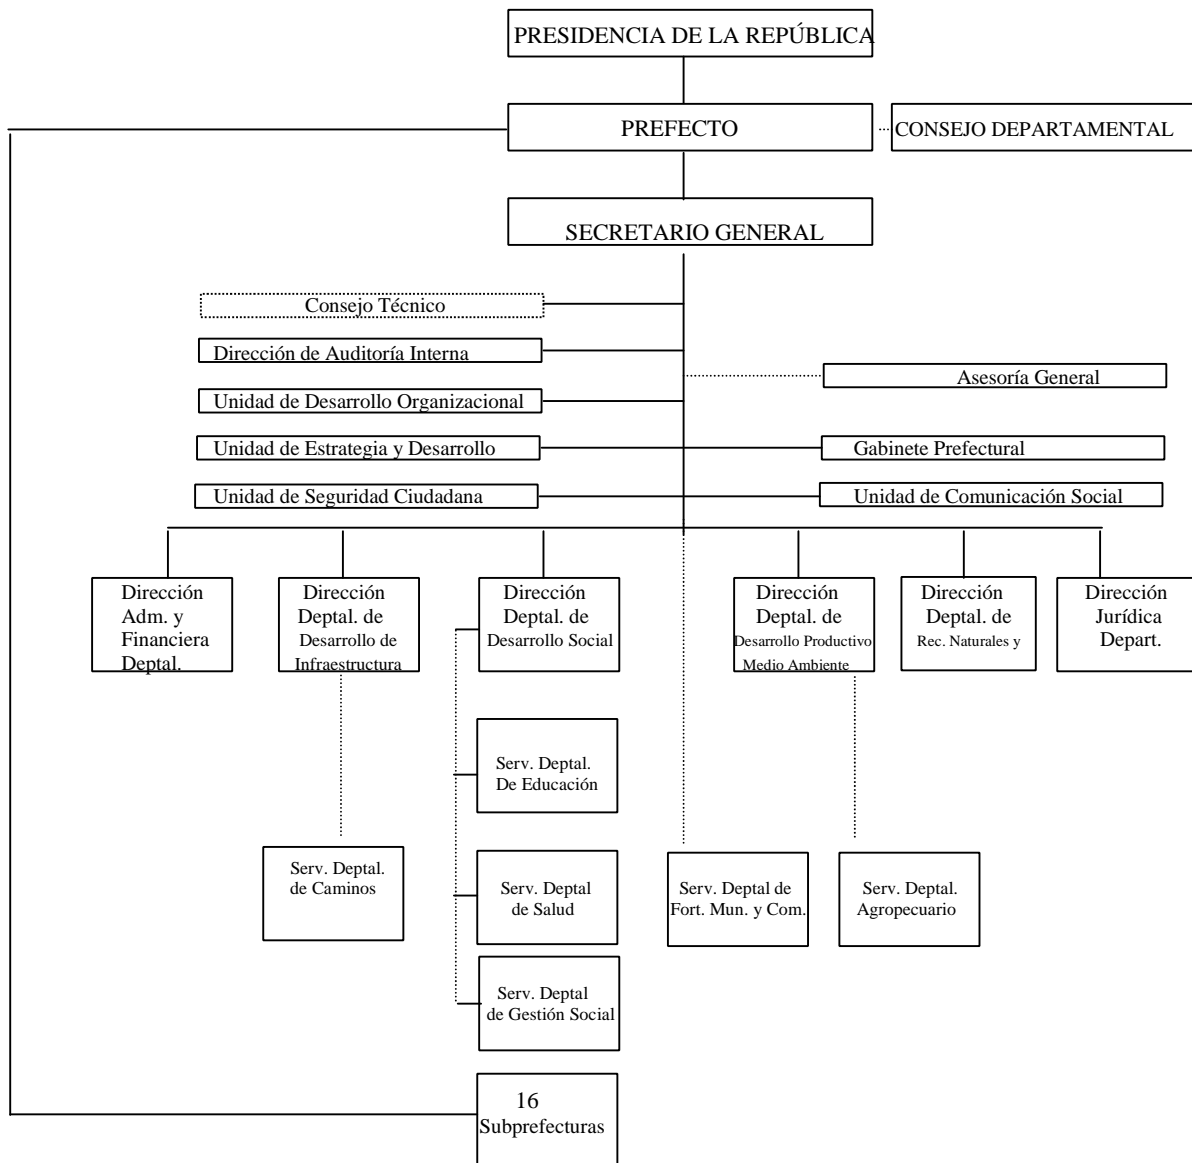 PRESIDENCIA DE LA REPÚBLICA
PREFECTO
CONSEJO DEPARTAMENTAL
SECRETARIO GENERAL
Consejo Técnico
Dirección de Auditoría Interna
Asesoría General
Unidad de Desarrollo Organizacional
Unidad de Estrategia y Desarrollo
Gabinete Prefectural
Unidad de Seguridad Ciudadana
Unidad de Comunicación Social
Dirección
Adm. y
Financiera
Deptal.
Dirección
Deptal. de
Desarrollo de
Infraestructura
Dirección
Deptal. de
Desarrollo Social
Dirección
Deptal. de
Desarrollo Productivo
Medio Ambiente
Dirección
Deptal. de
Rec. Naturales y
Dirección
Jurídica
Depart.
Serv. Deptal.
De Educación
Serv. Deptal.
de Caminos
Serv. Deptal
de Salud
Serv. Deptal de
Fort. Mun. y Com.
Serv. Deptal.
Agropecuario
Serv. Deptal
de Gestión Social
16
Subprefecturas